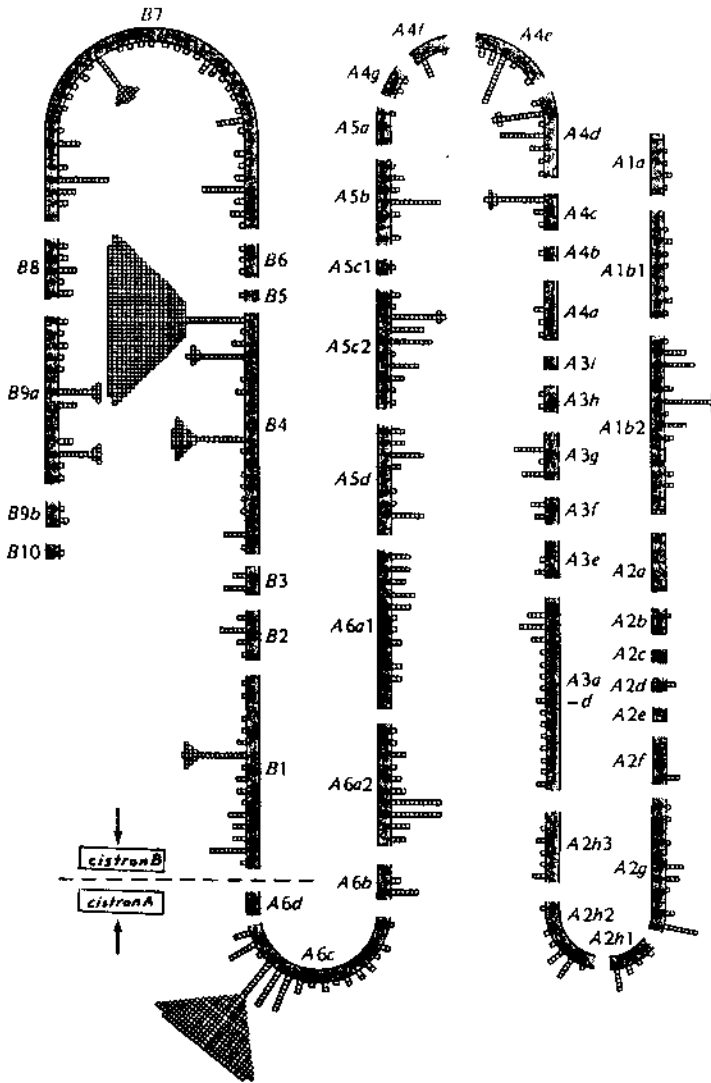 B7
B8
B9a
B9b
B10
B6
B5
B4
B3
B2
B1
cistron B
cistron A
A6d
A6c
A4f
A4g
A5a
A5b
A5c1
A5c2
A5d
A6a1
A6a2
A6b
A4e
A4d
A4c
A4b
A4a
A3i
A3h
A3g
A3f
A3e
A3a
–d
A2h3
A2h2
A2h1
A1a
A1b1
A1b2
A2a
A2b
A2c
A2d
A2e
A2f
A2g